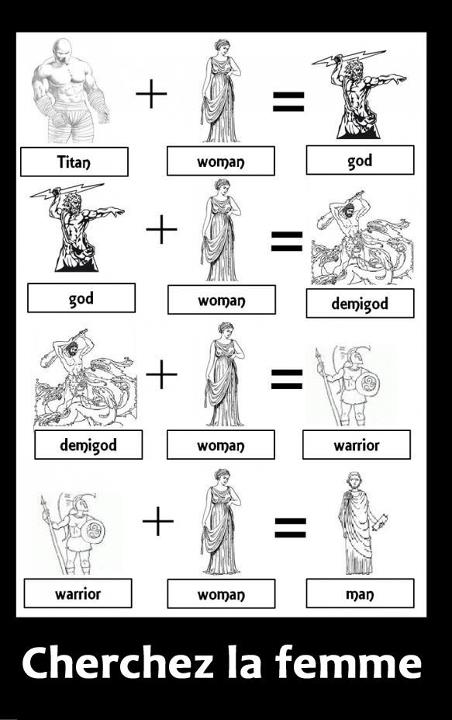 Titan + woman = god
god + woman = demigod
demigod + woman = warrior
warrior + woman = man
Cherchez la femme